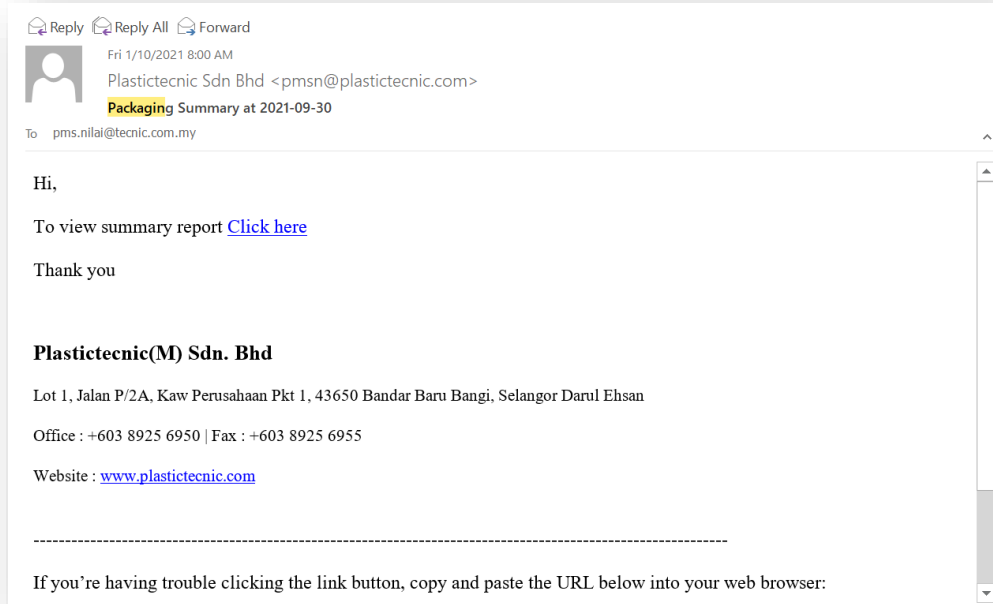 Reply Reply All Forward
Fri 1/10/2021 8:00 AM
Plastictecnic Sdn Bhd <pmsn@plastictecnic.com>
Packaging Summary at 2021-09-30
To pms.nilai@tecnic.com.my
Hi,
To view summary report Click here
Thank you
Plastictecnic(M) Sdn. Bhd
Lot 1, Jalan P/2A, Kaw Perusahaan Pkt 1, 43650 Bandar Baru Bangi, Selangor Darul Ehsan
Office : +603 8925 6950 | Fax : +603 8925 6955
Website : www.plastictecnic.com
--------------------------------------------------------------------------------------------------------------
If you’re having trouble clicking the link button, copy and paste the URL below into your web browser: